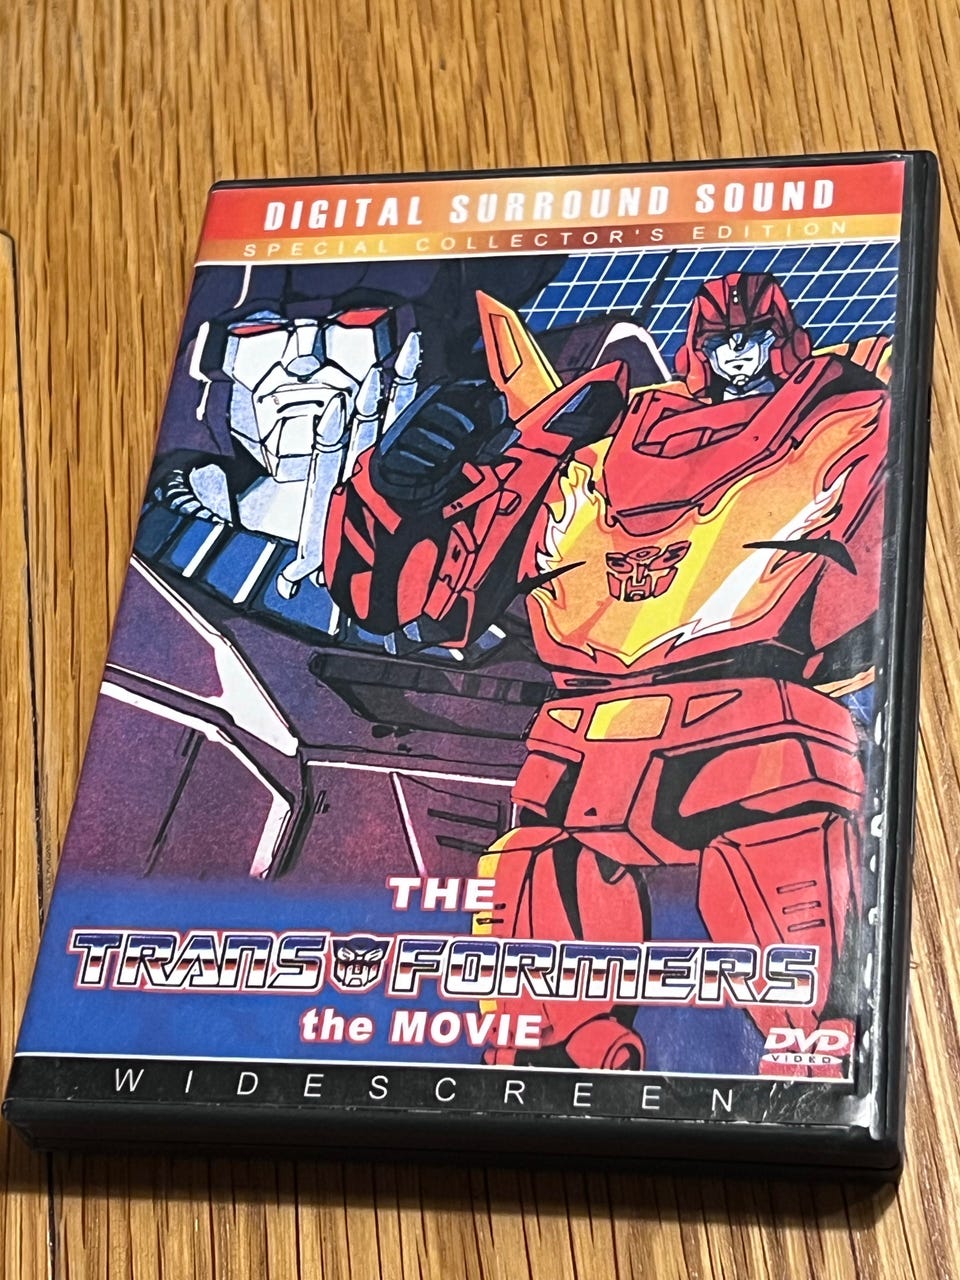 DIGITAL SURROUND SOUND
SPECIAL COLLECTOR'S EDITION
THE
TRANSFORMERS
the MOVIE
DVD
VIDEO
WIDESCREEN